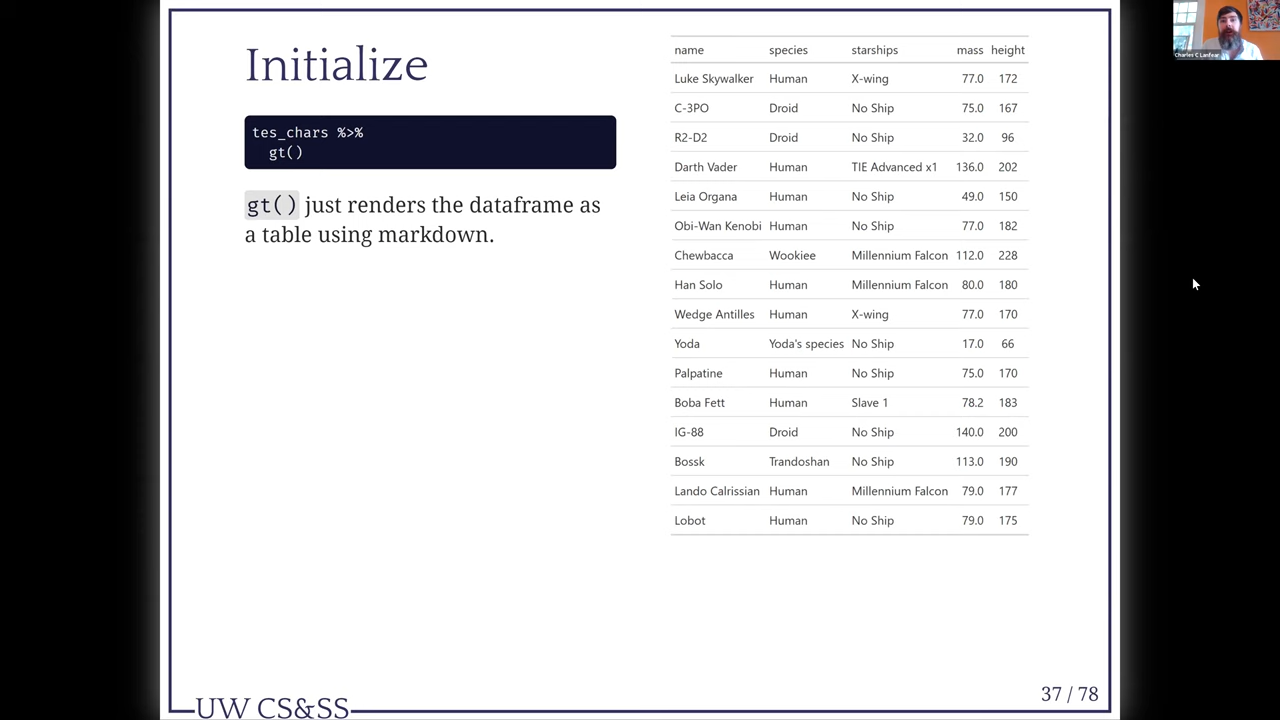 Initialize
tes_chars %>%
gt()
gt() just renders the dataframe as
a table using markdown.
name species starships mass height
Luke Skywalker Human X-wing 77.0 172
C-3PO Droid No Ship 75.0 167
R2-D2 Droid No Ship 32.0 96
Darth Vader Human TIE Advanced x1 136.0 202
Leia Organa Human No Ship 49.0 150
Obi-Wan Kenobi Human No Ship 77.0 182
Chewbacca Wookiee Millennium Falcon 112.0 228
Han Solo Human Millennium Falcon 80.0 180
Wedge Antilles Human X-wing 77.0 170
Yoda Yoda's species No Ship 17.0 66
Palpatine Human No Ship 75.0 170
Boba Fett Human Slave 1 78.2 183
IG-88 Droid No Ship 140.0 200
Bossk Trandoshan No Ship 113.0 190
Lando Calrissian Human Millennium Falcon 79.0 177
Lobot Human No Ship 79.0 175
UW CS&SS
37 / 78
Charles C Lanfear